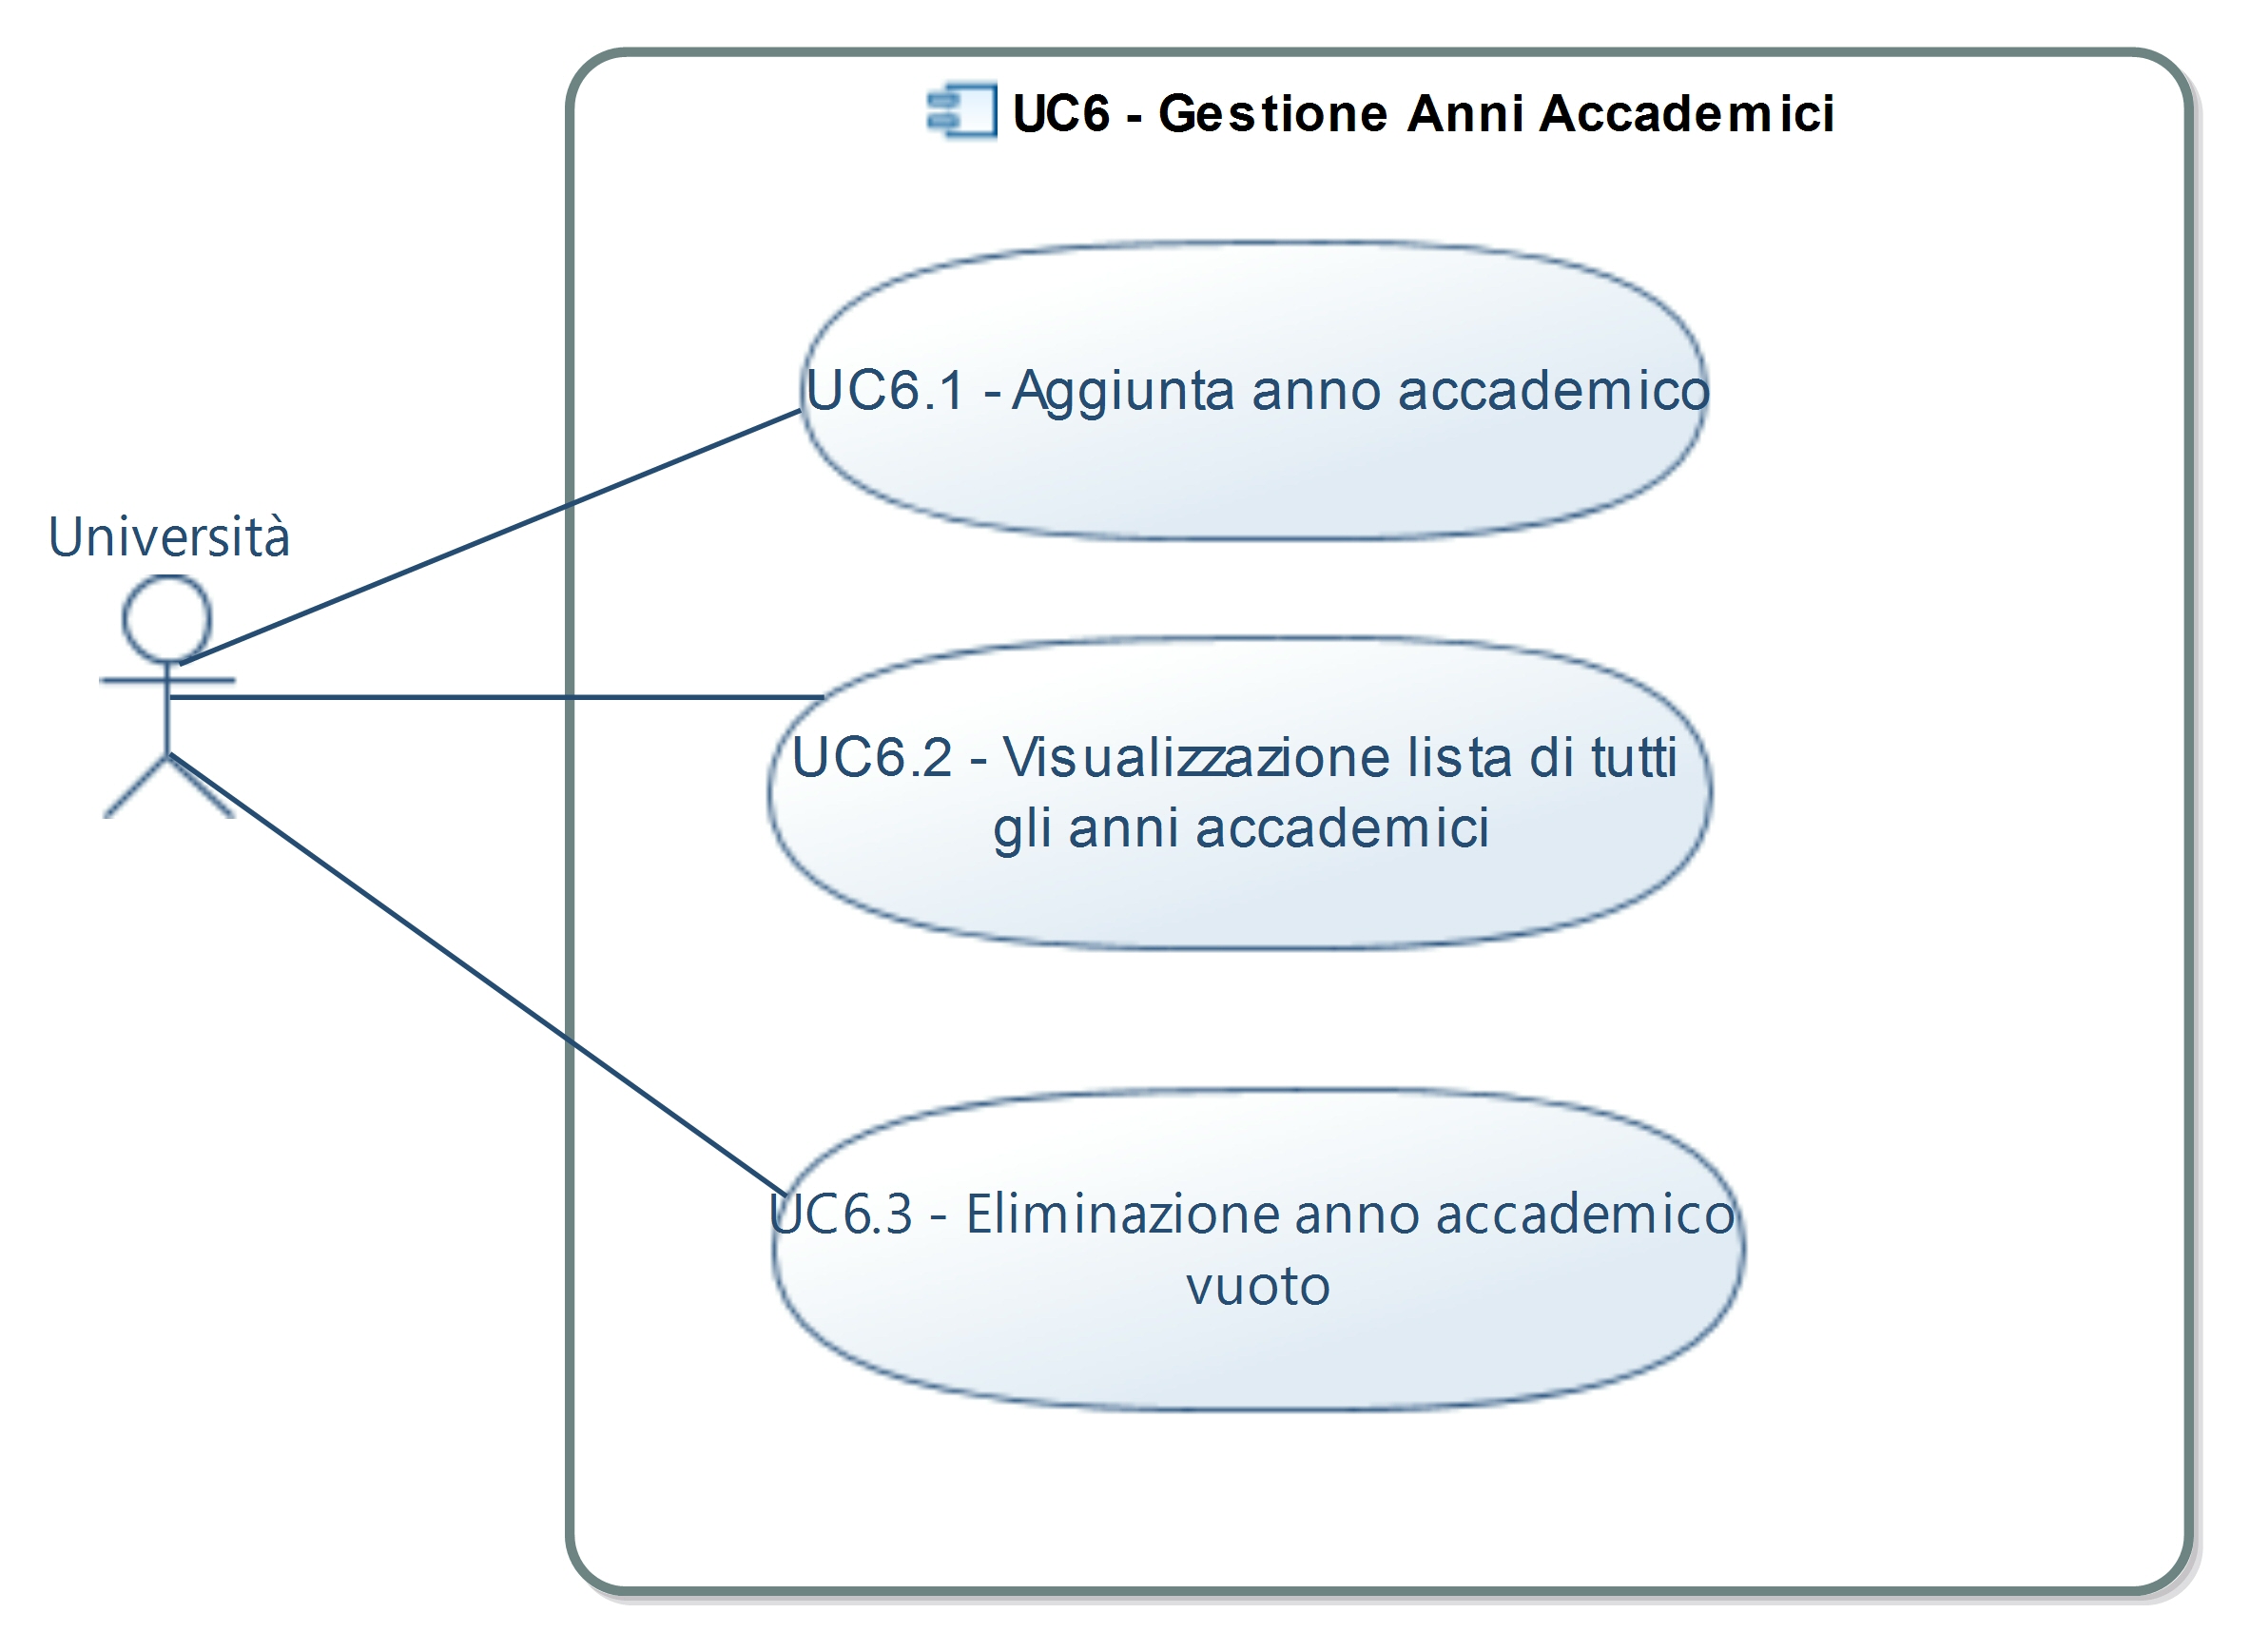 UC6 - Gestione Anni Accademici
UC6.1 - Aggiunta anno accademico
Università
UC6.2 - Visualizzazione lista di tutti
gli anni accademici
UC6.3 - Eliminazione anno accademico
vuoto